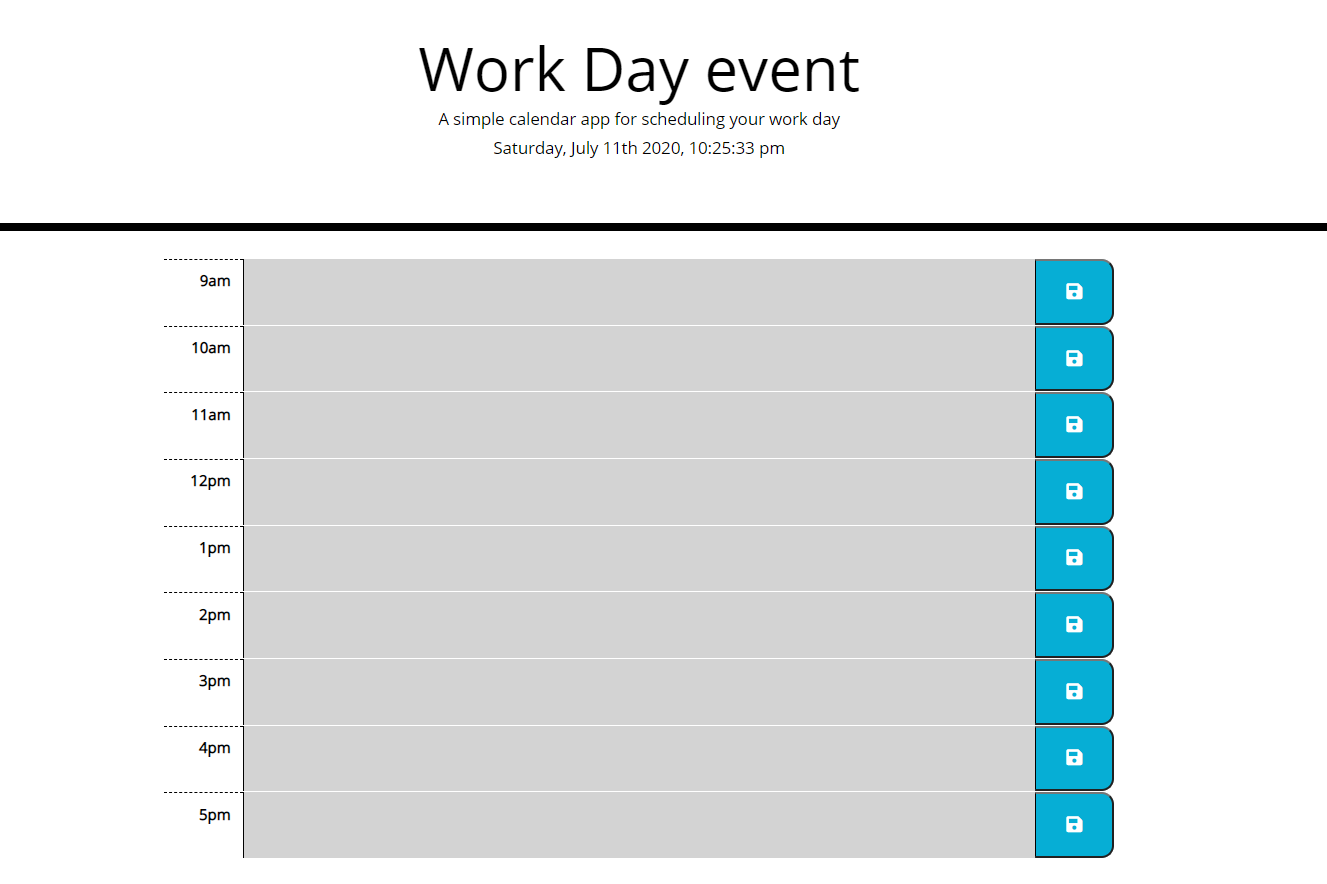 Work Day event
A simple calendar app for scheduling your work day
Saturday, July 11th 2020, 10:25:33 pm
9am
10am
11am
12pm
1pm
2pm
3pm
4pm
5pm